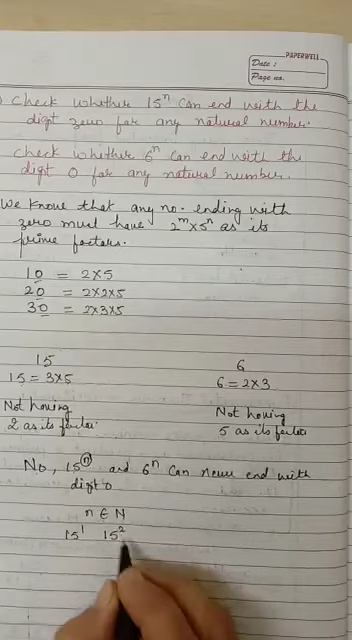 PAPERWELL
Date :
Page no.
Check whether 15ⁿ can end with the
digit zero for any natural number.
Check whether 6ⁿ can end with the
digit 0 for any natural number.
We know that any no. ending with
zero must have 2ᵐ×5ⁿ as its
prime factors.
10 = 2×5
20 = 2×2×5
30 = 2×3×5
15
15 = 3×5
Not having
2 as its factor.
6
6 = 2×3
Not having
5 as its factor
No, 15ⁿ and 6ⁿ can never end with
digit 0
n ∈ N
15¹ 15²